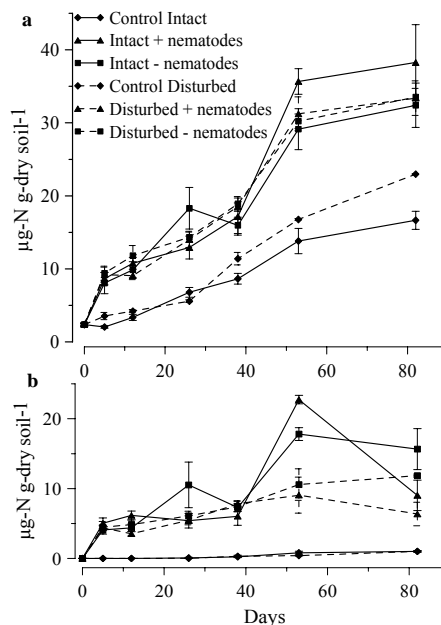 a
Control Intact
Intact + nematodes
Intact - nematodes
Control Disturbed
Disturbed + nematodes
Disturbed - nematodes
40
30
20
10
0
µg-N g-dry soil-1
0 20 40 60 80
b
20
10
0
µg-N g-dry soil-1
0 20 40 60 80
Days